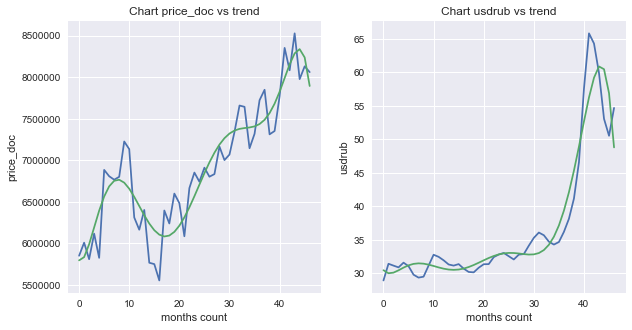 Chart price_doc vs trend
8500000
8000000
7500000
7000000
6500000
6000000
5500000
price_doc
0 10 20 30 40
months count
Chart usdrub vs trend
65
60
55
50
45
40
35
30
usdrub
0 10 20 30 40
months count